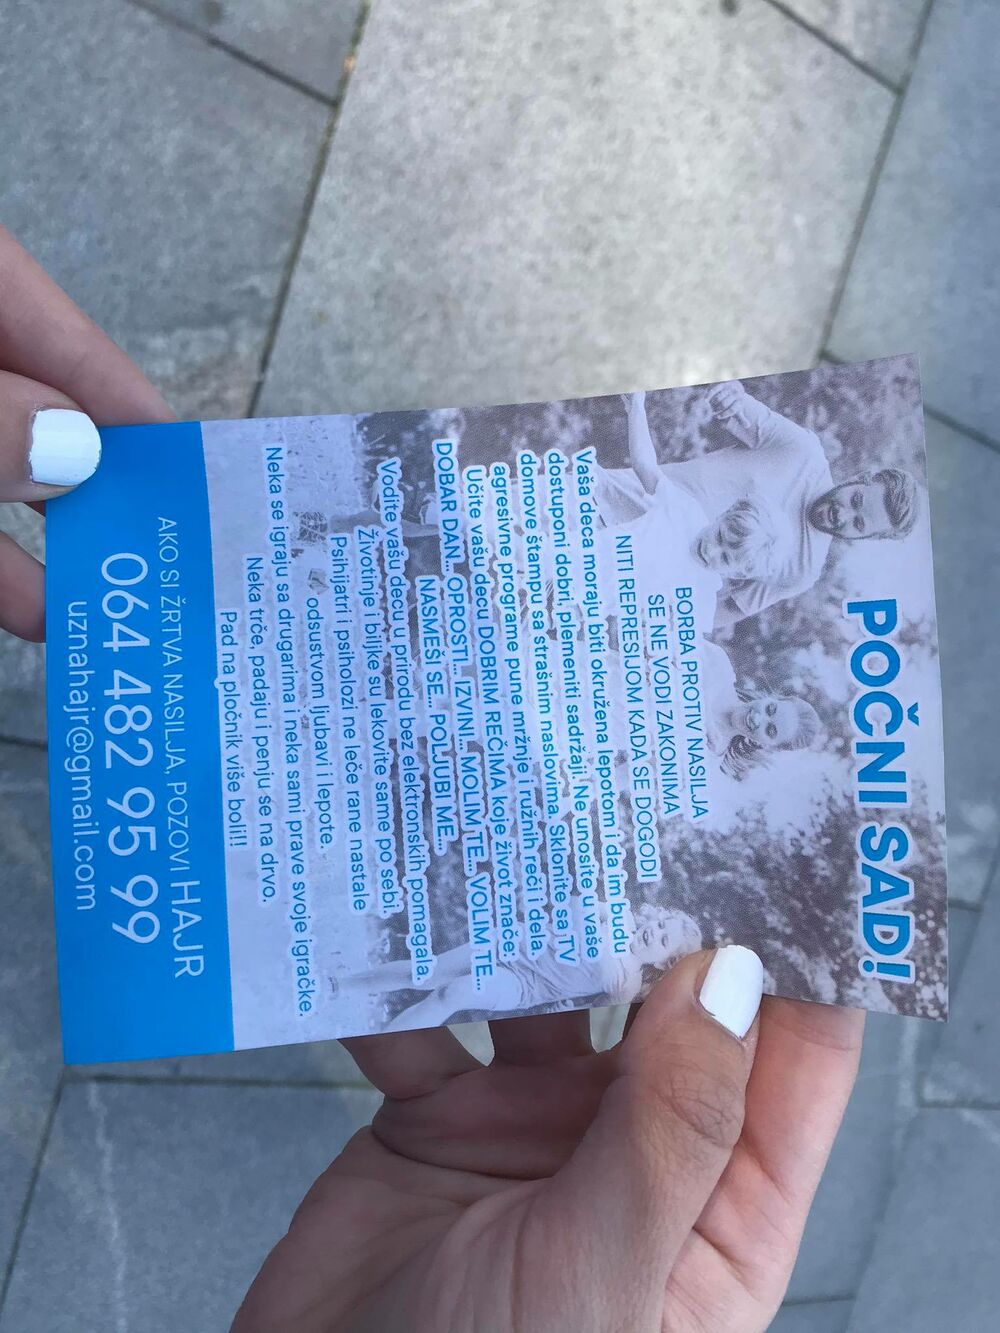 POČNI SAD!
BORBA PROTIV NASILJA
SE NE VODI ZAKONIMA
NITI REPRESIJOM KADA SE DOGODI
Vaša deca moraju biti okružena lepotom i da im budu
dostuponi dobri, plemeniti sadržaji. Ne unosite u vaše
domove štampu sa strašnim naslovima. Sklonite sa TV
agresivne programe pune mržnje i ružnih reči i dela.
Učite vašu decu DOBRIM REČIMA koje život znače:
DOBAR DAN... OPROSTI... IZVINI... MOLIM TE... VOLIM TE...
NASMEŠI SE... POLJUBI ME...
Vodite vašu decu u prirodu bez elektronskih pomagala.
Životinje i biljke su lekovite same po sebi.
Psihijatri i psiholozi ne leče rane nastale
odsustvom ljubavi i lepote.
Neka se igraju sa drugarima i neka sami prave svoje igračke.
Neka trče, padaju i penju se na drvo.
Pad na pločnik više boli!!
AKO SI ŽRTVA NASILJA, POZOVI HAJR
064 482 95 99
uznahajr@gmail.com